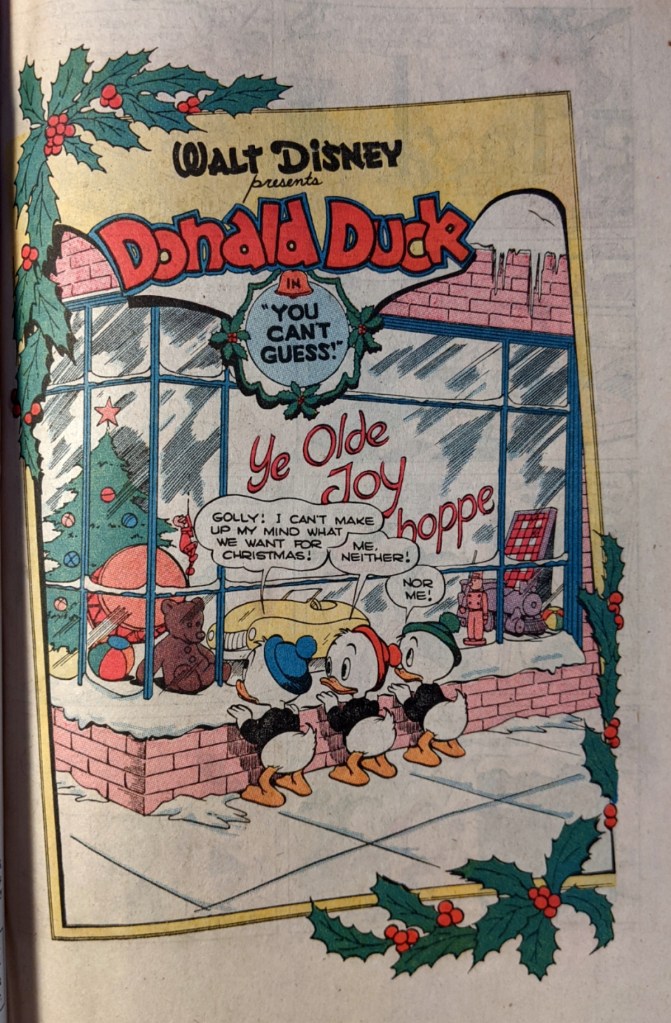 WALT DISNEY
presents
Donald Duck
IN
"YOU
CAN'T
GUESS!"
Ye Olde
Joy
hoppe
GOLLY! I CAN'T MAKE
UP MY MIND WHAT
WE WANT FOR
CHRISTMAS!
ME,
NEITHER!
NOR
ME!